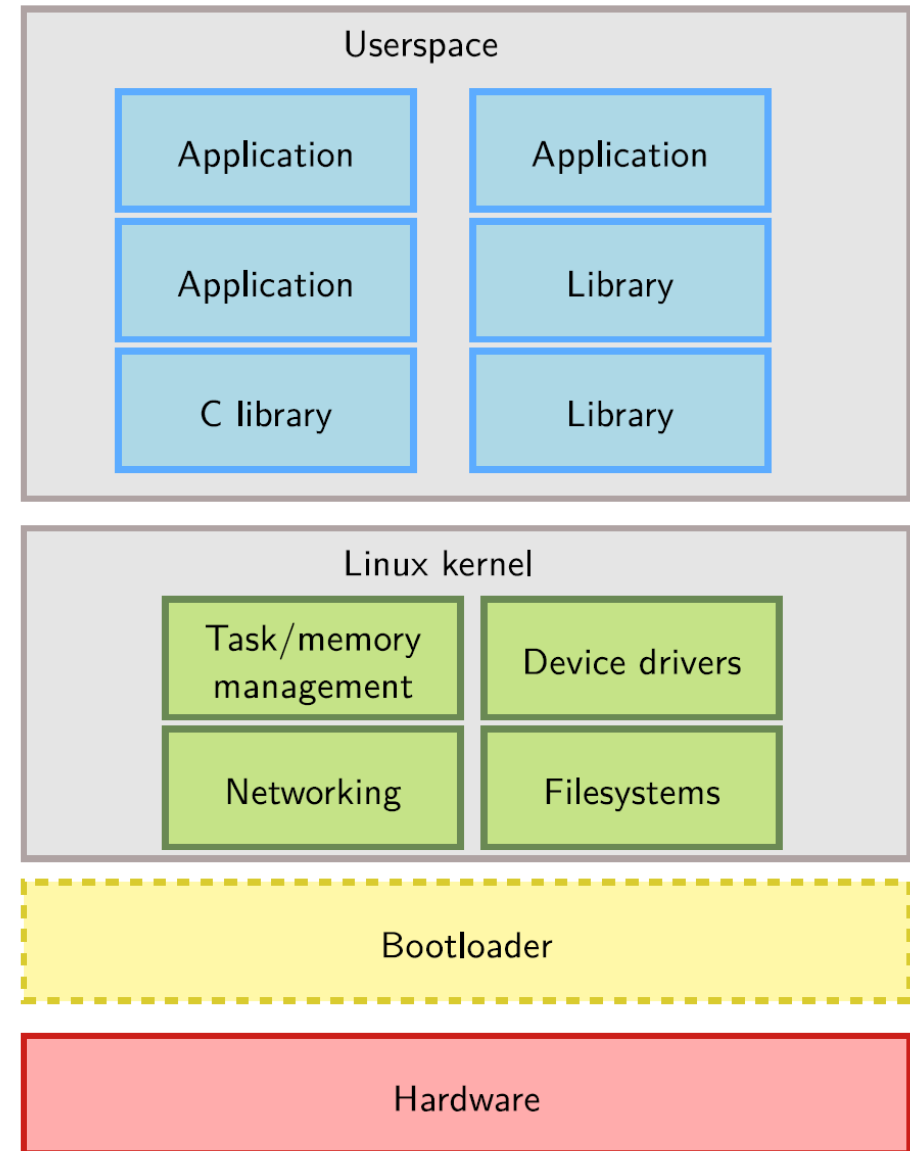 Userspace
Application
Application
Application
Library
C library
Library
Linux kernel
Task/memory
management
Device drivers
Networking
Filesystems
Bootloader
Hardware